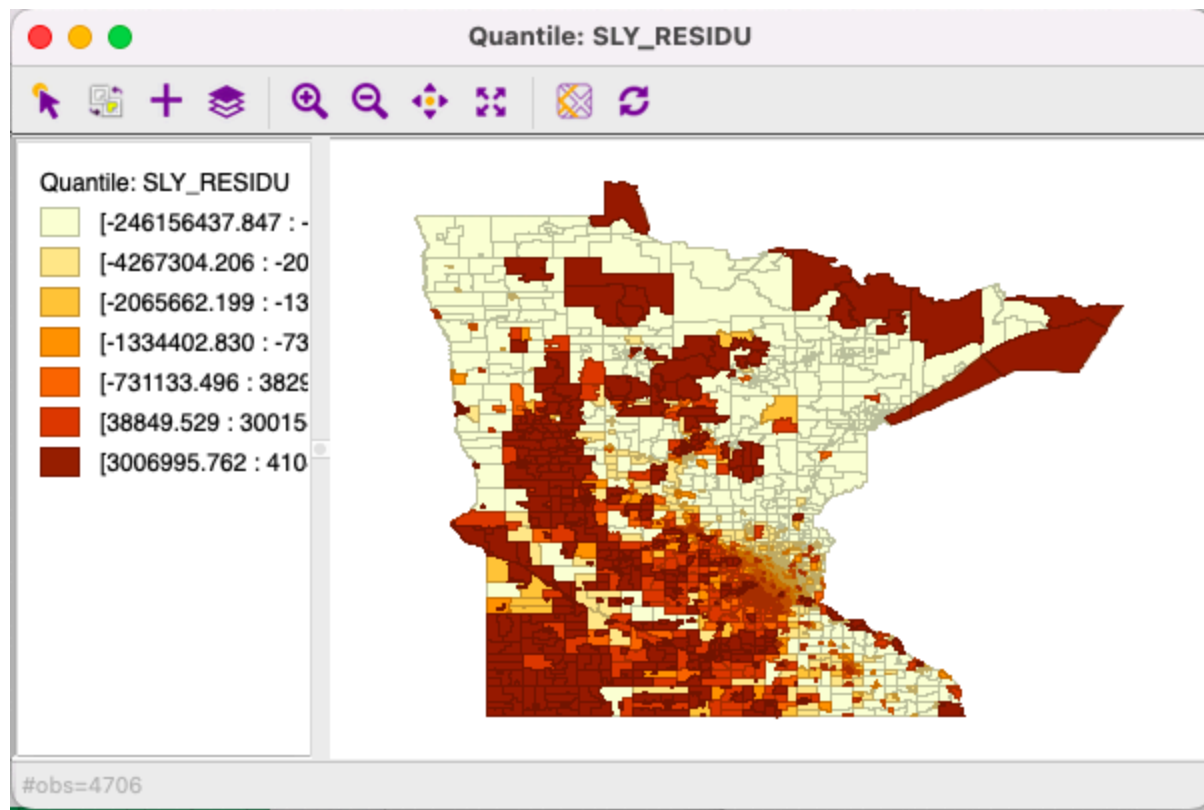 Quantile: SLY_RESIDU
Quantile: SLY_RESIDU
[-246156437.847 : -
[-4267304.206 : -20
[-2065662.199 : -13
[-1334402.830 : -73
[-731133.496 : 3829
[38849.529 : 30015
[3006995.762 : 410
#obs=4706